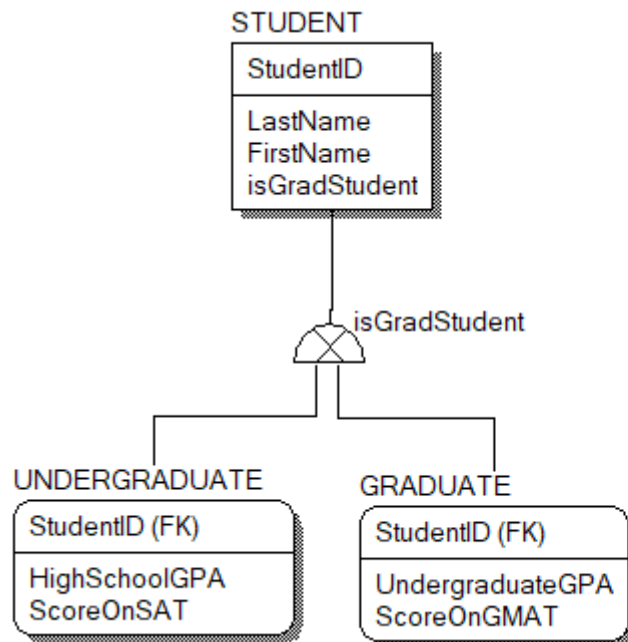 STUDENT
StudentID
LastName
FirstName
isGradStudent
isGradStudent
UNDERGRADUATE
StudentID (FK)
HighSchoolGPA
ScoreOnSAT
GRADUATE
StudentID (FK)
UndergraduateGPA
ScoreOnGMAT